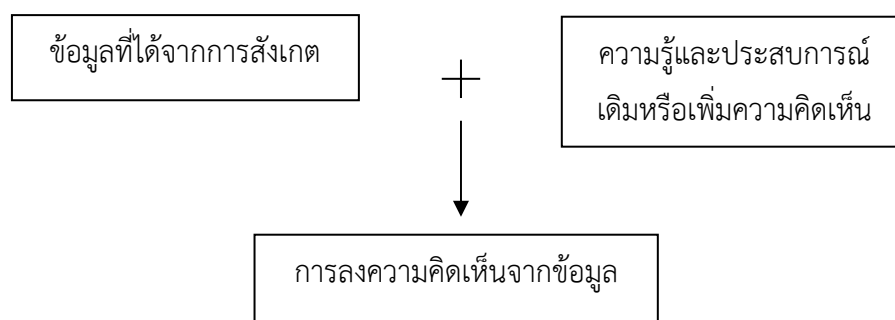 ข้อมูลที่ได้จากการสังเกต
+
ความรู้และประสบการณ์
เดิมหรือเพิ่มความคิดเห็น
การลงความคิดเห็นจากข้อมูล